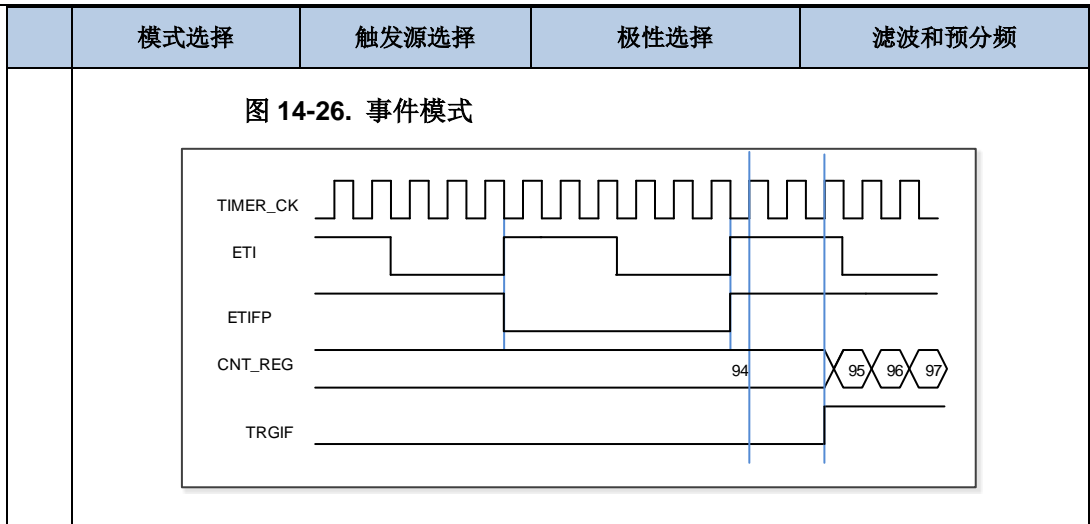 模式选择 触发源选择 极性选择 滤波和预分频
图 14-26. 事件模式
TIMER_CK
ETI
ETIFP
CNT_REG 94 95 96 97
TRGIF